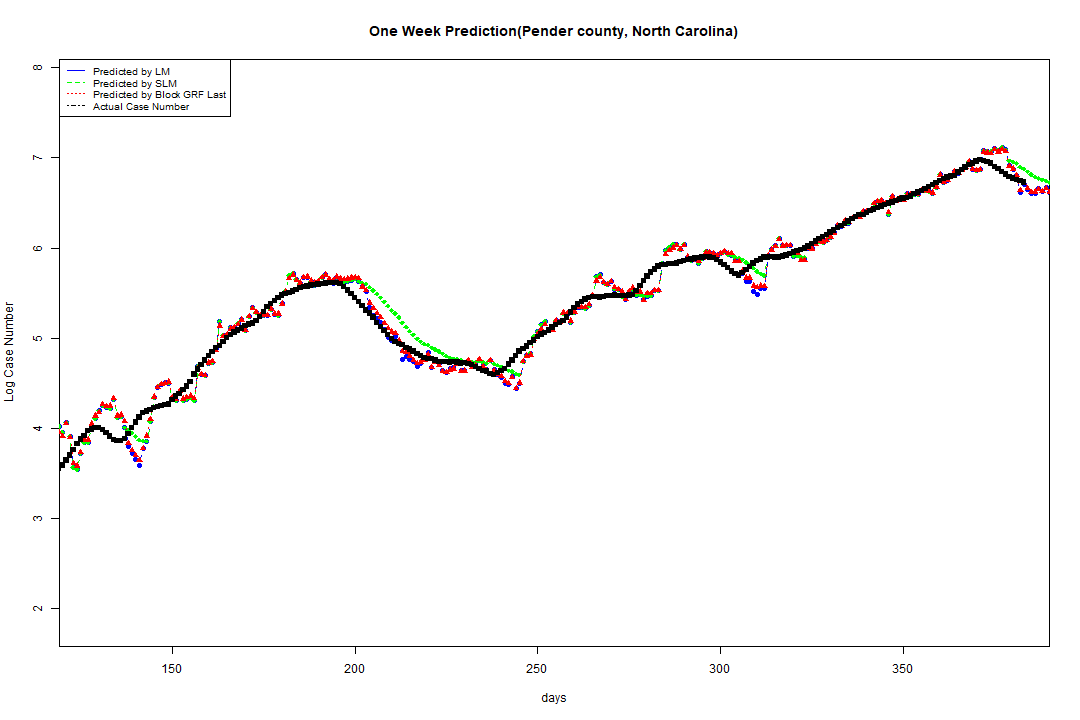 One Week Prediction(Pender county, North Carolina)
Predicted by LM
Predicted by SLM
Predicted by Block GRF Last
Actual Case Number
Log Case Number
8
7
6
5
4
3
2
150 200 250 300 350
days